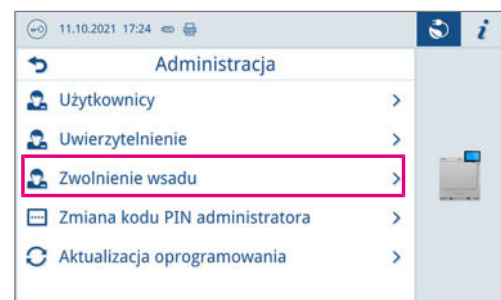 11.10.2021 17:24
i
Administracja
Użytkownicy
Uwierzytelnienie
Zwolnienie wsadu
Zmiana kodu PIN administratora
Aktualizacja oprogramowania